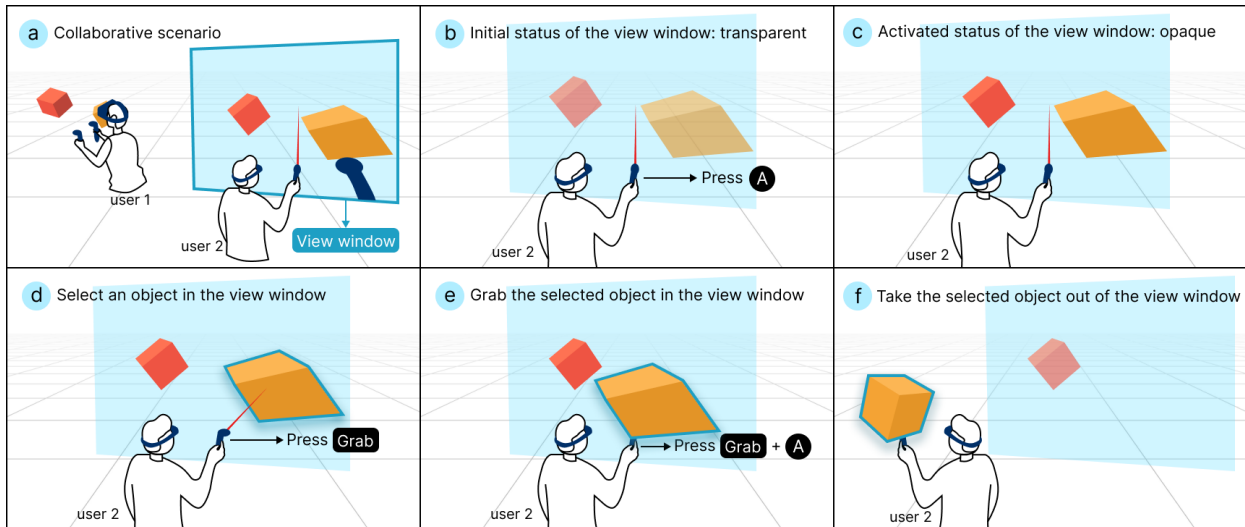 a Collaborative scenario
user 1
user 2
View window
b Initial status of the view window: transparent
Press A
user 2
c Activated status of the view window: opaque
user 2
d Select an object in the view window
Press Grab
user 2
e Grab the selected object in the view window
Press Grab + A
user 2
f Take the selected object out of the view window
user 2